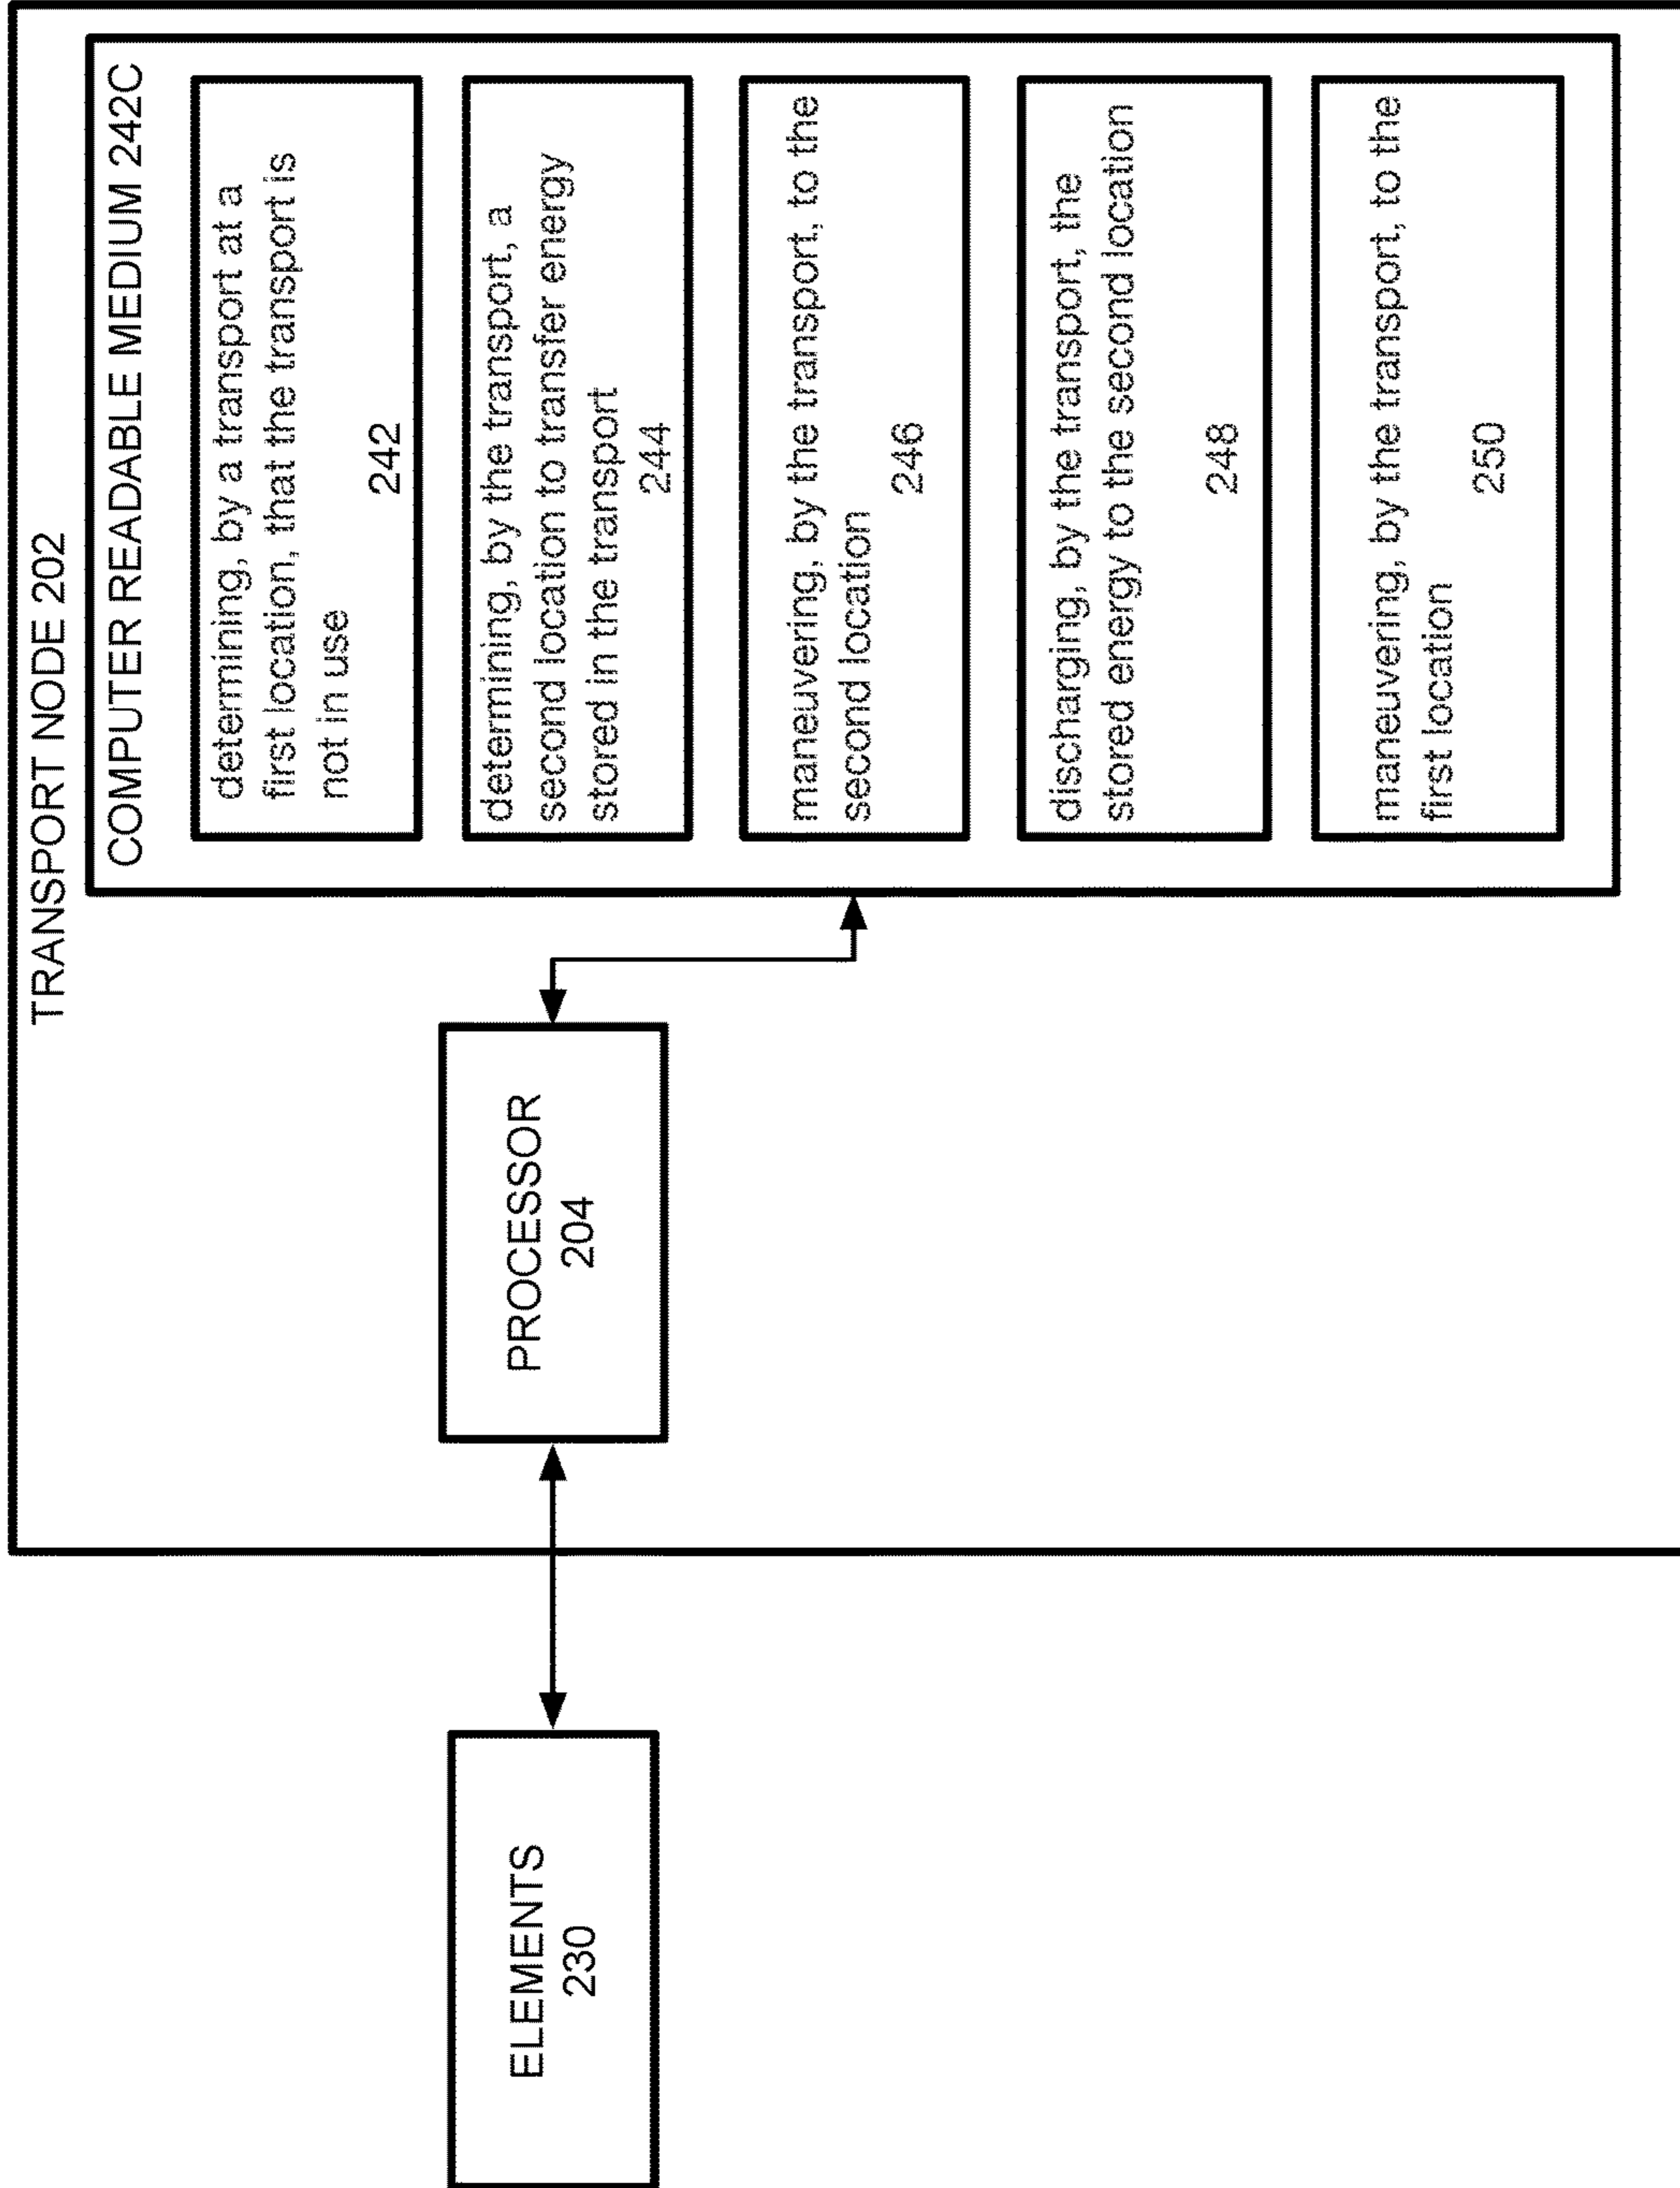 TRANSPORT NODE 202
COMPUTER READABLE MEDIUM 242C
determining, by a transport at a
first location, that the transport is
not in use
242
determining, by the transport, a
second location to transfer energy
stored in the transport
244
maneuvering, by the transport, to the
second location
246
discharging, by the transport, the
stored energy to the second location
248
maneuvering, by the transport, to the
first location
250
PROCESSOR
204
ELEMENTS
230